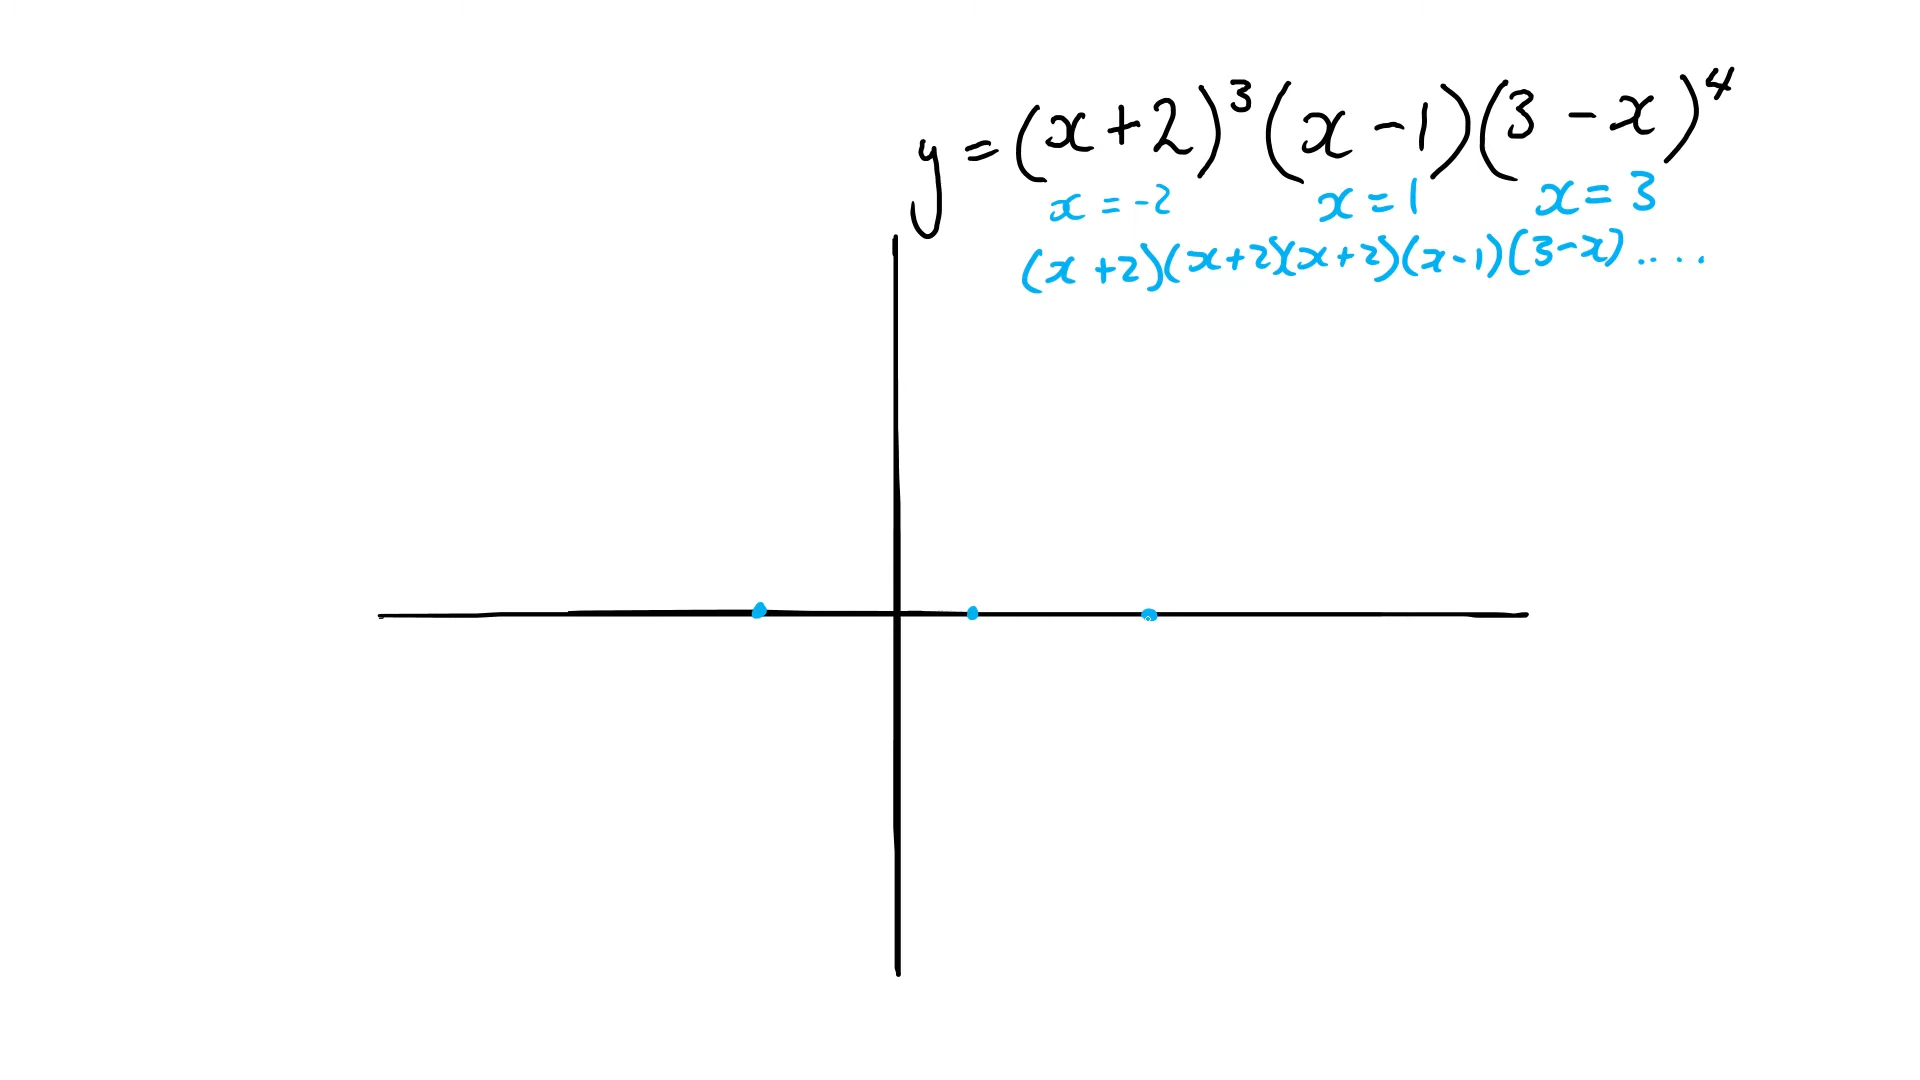 y = (x + 2)³(x - 1)(3 - x)⁴
x = -2 x = 1 x = 3
(x + 2)(x + 2)(x + 2)(x - 1)(3 - x) ....